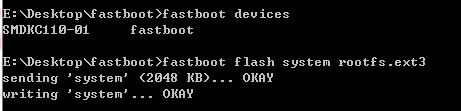 E:\Desktop\fastboot>fastboot devices
SMDKC110-01     fastboot
E:\Desktop\fastboot>fastboot flash system rootfs.ext3
sending 'system' (2048 KB)... OKAY
writing 'system'... OKAY